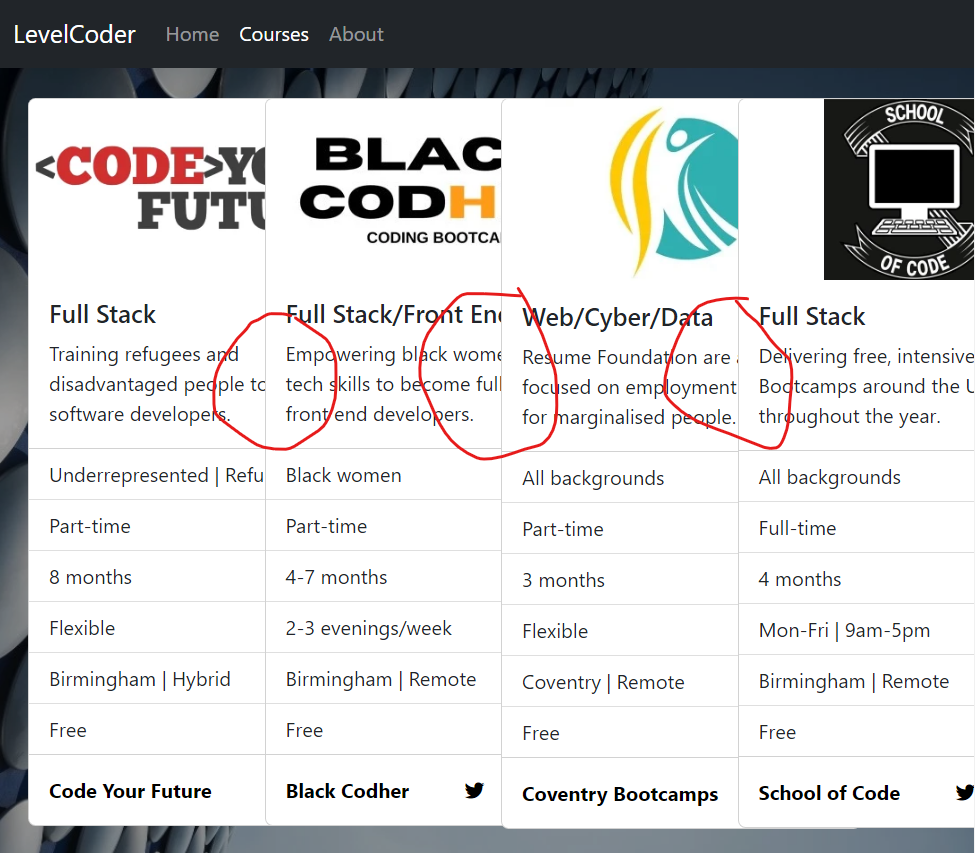 LevelCoder Home Courses About
<CODE>YO
FUTU
BLAC
CODH
CODING BOOTCA
SCHOOL
OF CODE
Full Stack
Training refugees and
disadvantaged people to
software developers.
Underrepresented | Refu
Part-time
8 months
Flexible
Birmingham | Hybrid
Free
Code Your Future
Full Stack/Front End
Empowering black wome
tech skills to become full
front end developers.
Black women
Part-time
4-7 months
2-3 evenings/week
Birmingham | Remote
Free
Black Codher
Web/Cyber/Data
Resume Foundation are a
focused on employment
for marginalised people.
All backgrounds
Part-time
3 months
Flexible
Coventry | Remote
Free
Coventry Bootcamps
Full Stack
Delivering free, intensive
Bootcamps around the U
throughout the year.
All backgrounds
Full-time
4 months
Mon-Fri | 9am-5pm
Birmingham | Remote
Free
School of Code